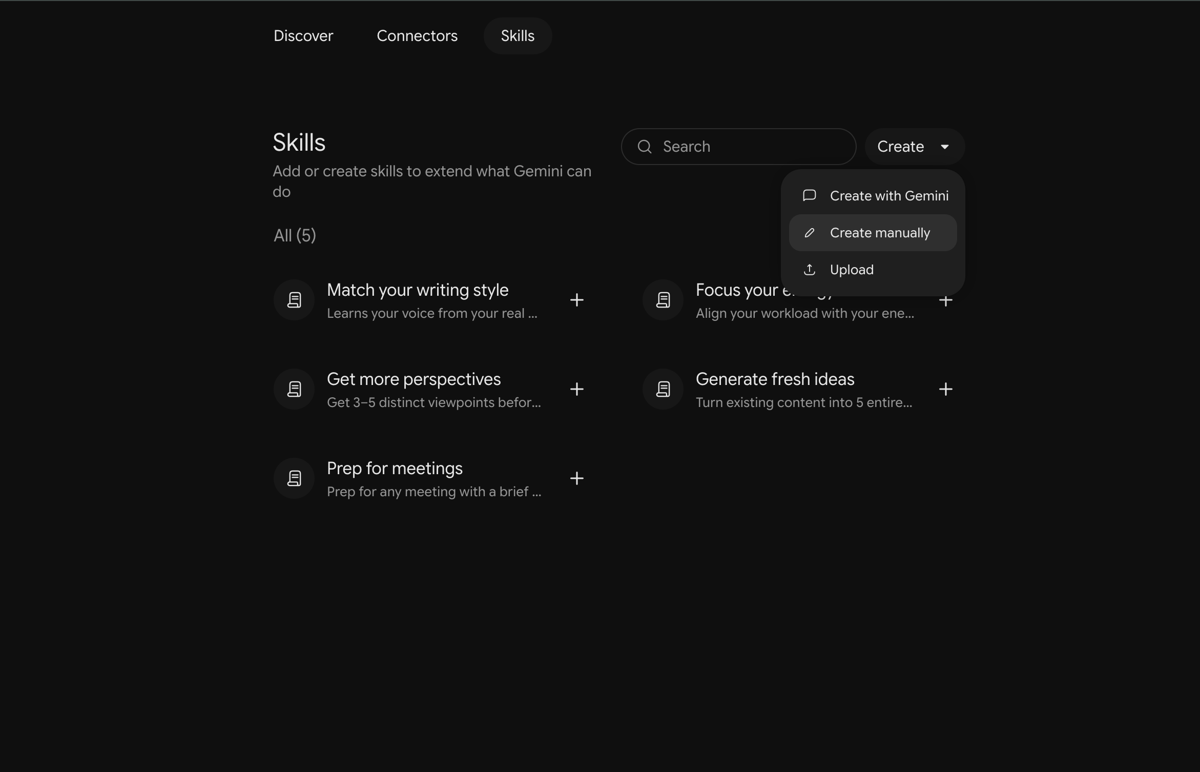 Discover Connectors Skills
Skills
Add or create skills to extend what Gemini can
do
Search
Create
Create with Gemini
Create manually
Upload
All (5)
Match your writing style
Learns your voice from your real ...
Focus your
Align your workload with your ene...
Get more perspectives
Get 3–5 distinct viewpoints befor...
Generate fresh ideas
Turn existing content into 5 entire...
Prep for meetings
Prep for any meeting with a brief ...